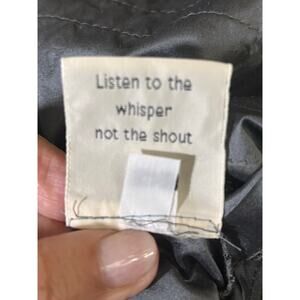 Listen to the
whisper
not the shout